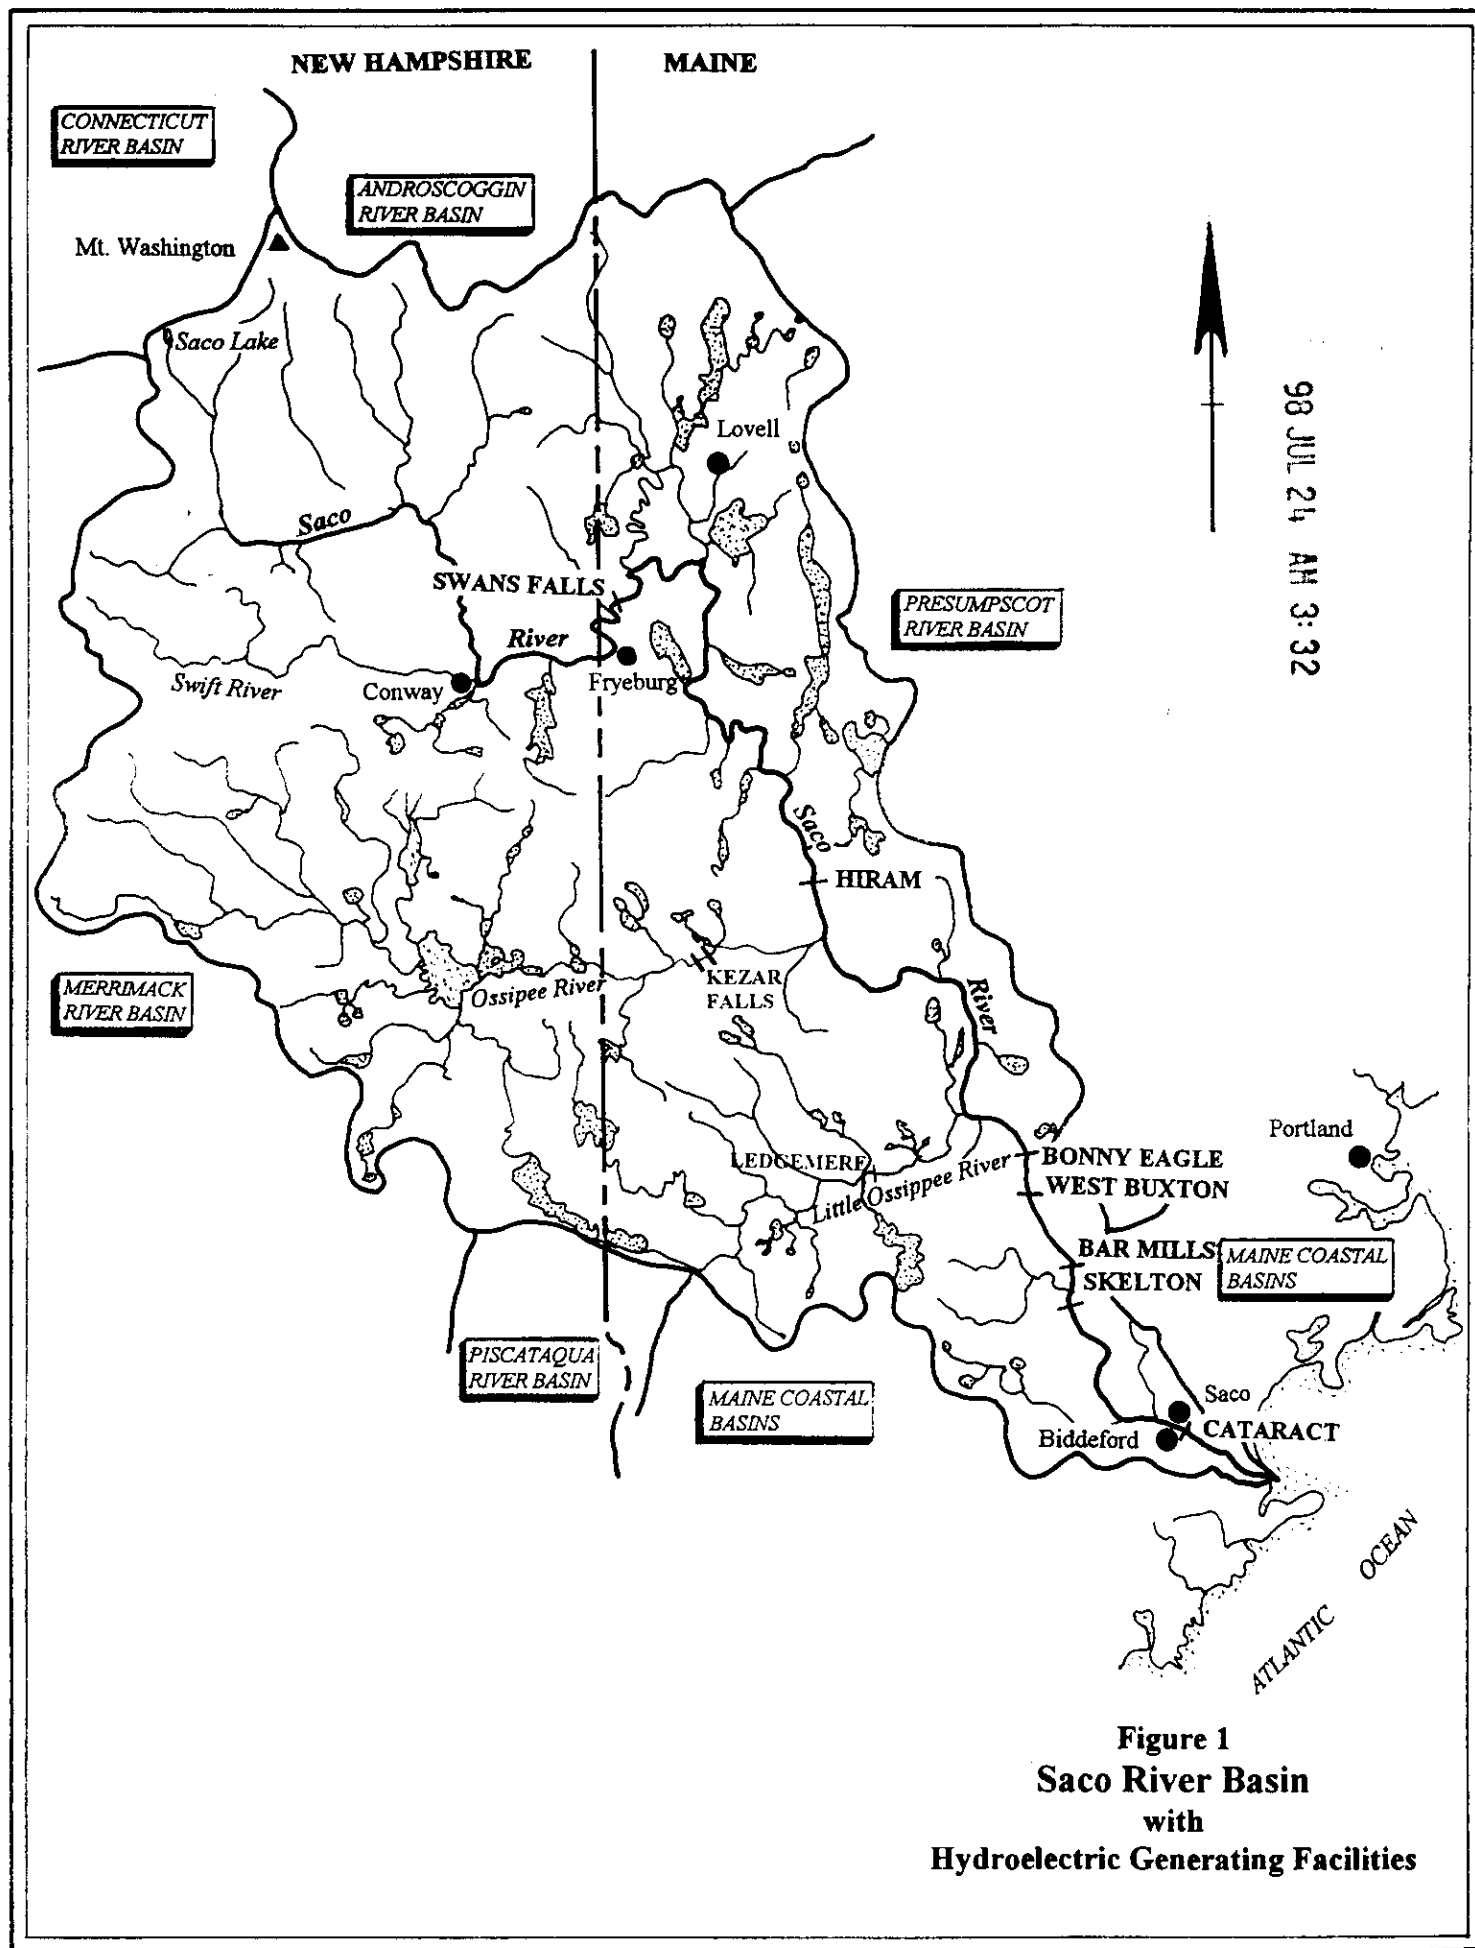 NEW HAMPSHIRE
MAINE
CONNECTICUT
RIVER BASIN
ANDROSCOGGIN
RIVER BASIN
Mt. Washington
Saco Lake
98 JUL 24 AM 3:32
Lovell
Saco
SWANS FALLS
PRESUMPSCOT
RIVER BASIN
River
Swift River
Conway
Fryeburg
Saco
HIRAM
MERRIMACK
RIVER BASIN
Ossipee River
KEZAR
FALLS
River
Portland
LEDGEMERE
Little Ossippee River
BONNY EAGLE
WEST BUXTON
BAR MILLS
SKELTON
MAINE COASTAL
BASINS
PISCATAQUA
RIVER BASIN
MAINE COASTAL
BASINS
Saco
CATARACT
Biddeford
ATLANTIC OCEAN
Figure 1
Saco River Basin
with
Hydroelectric Generating Facilities